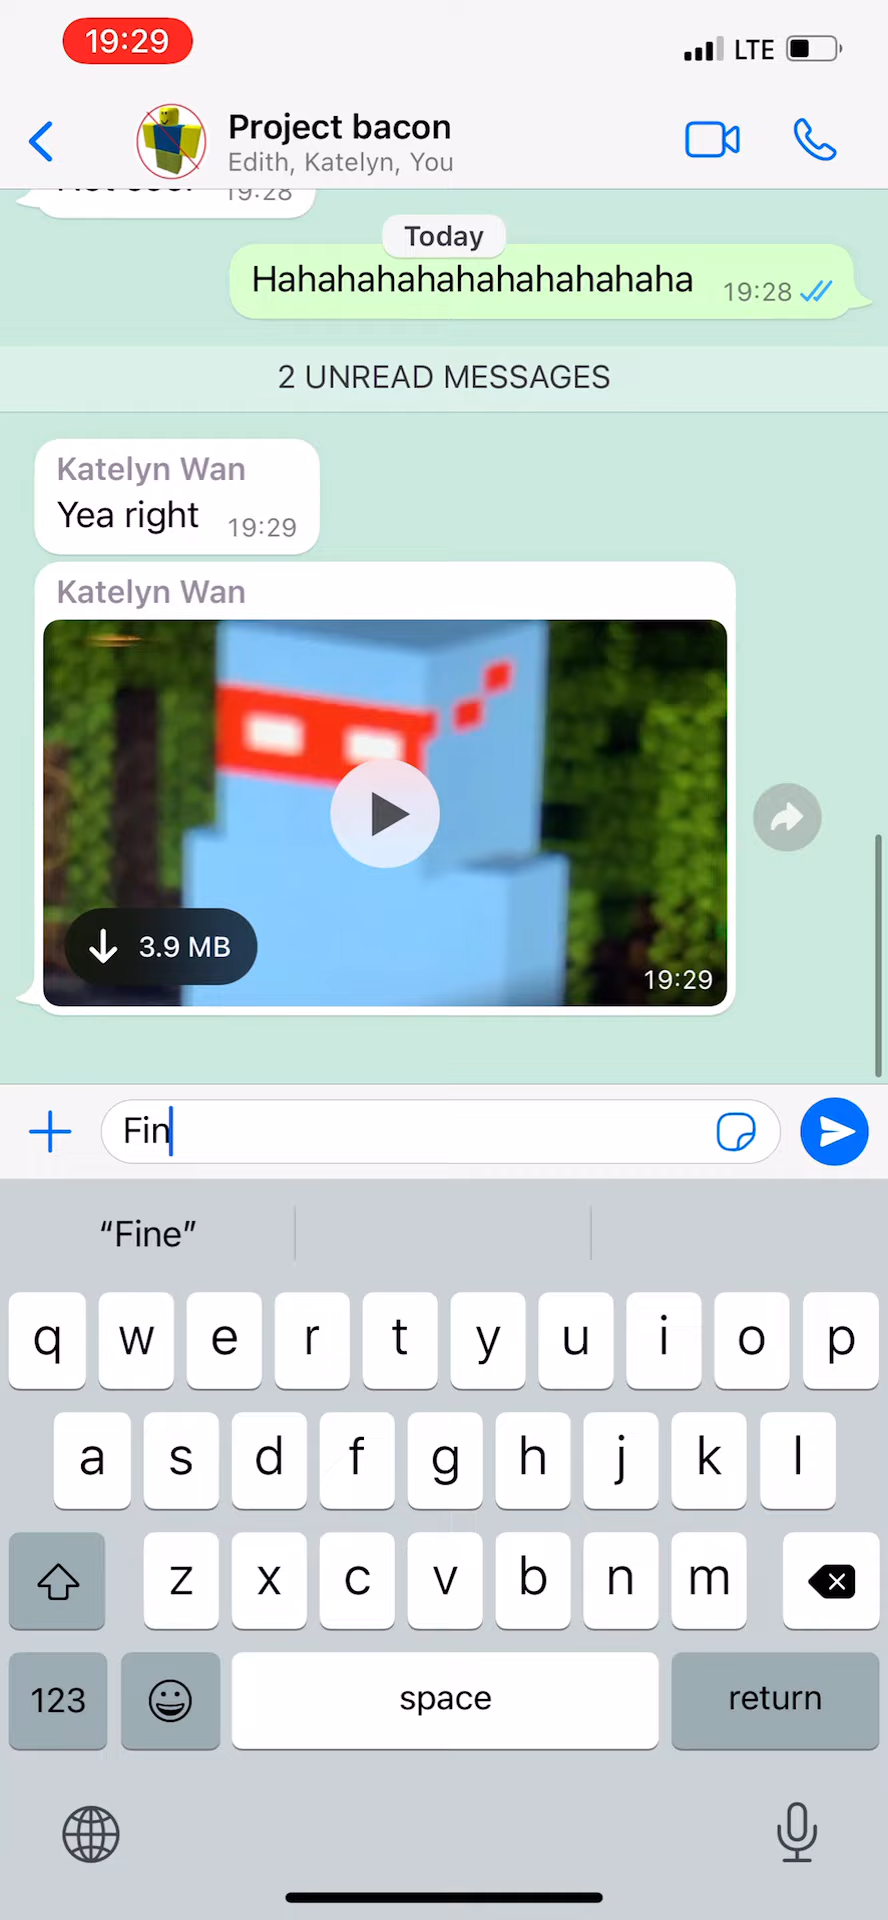 19:29
LTE
Project bacon
Edith, Katelyn, You
19:28
Today
Hahahahahahahahahaha 19:28
2 UNREAD MESSAGES
Katelyn Wan
Yea right 19:29
Katelyn Wan
3.9 MB
19:29
Fin
“Fine”
q w e r t y u i o p
a s d f g h j k l
z x c v b n m
123 space return